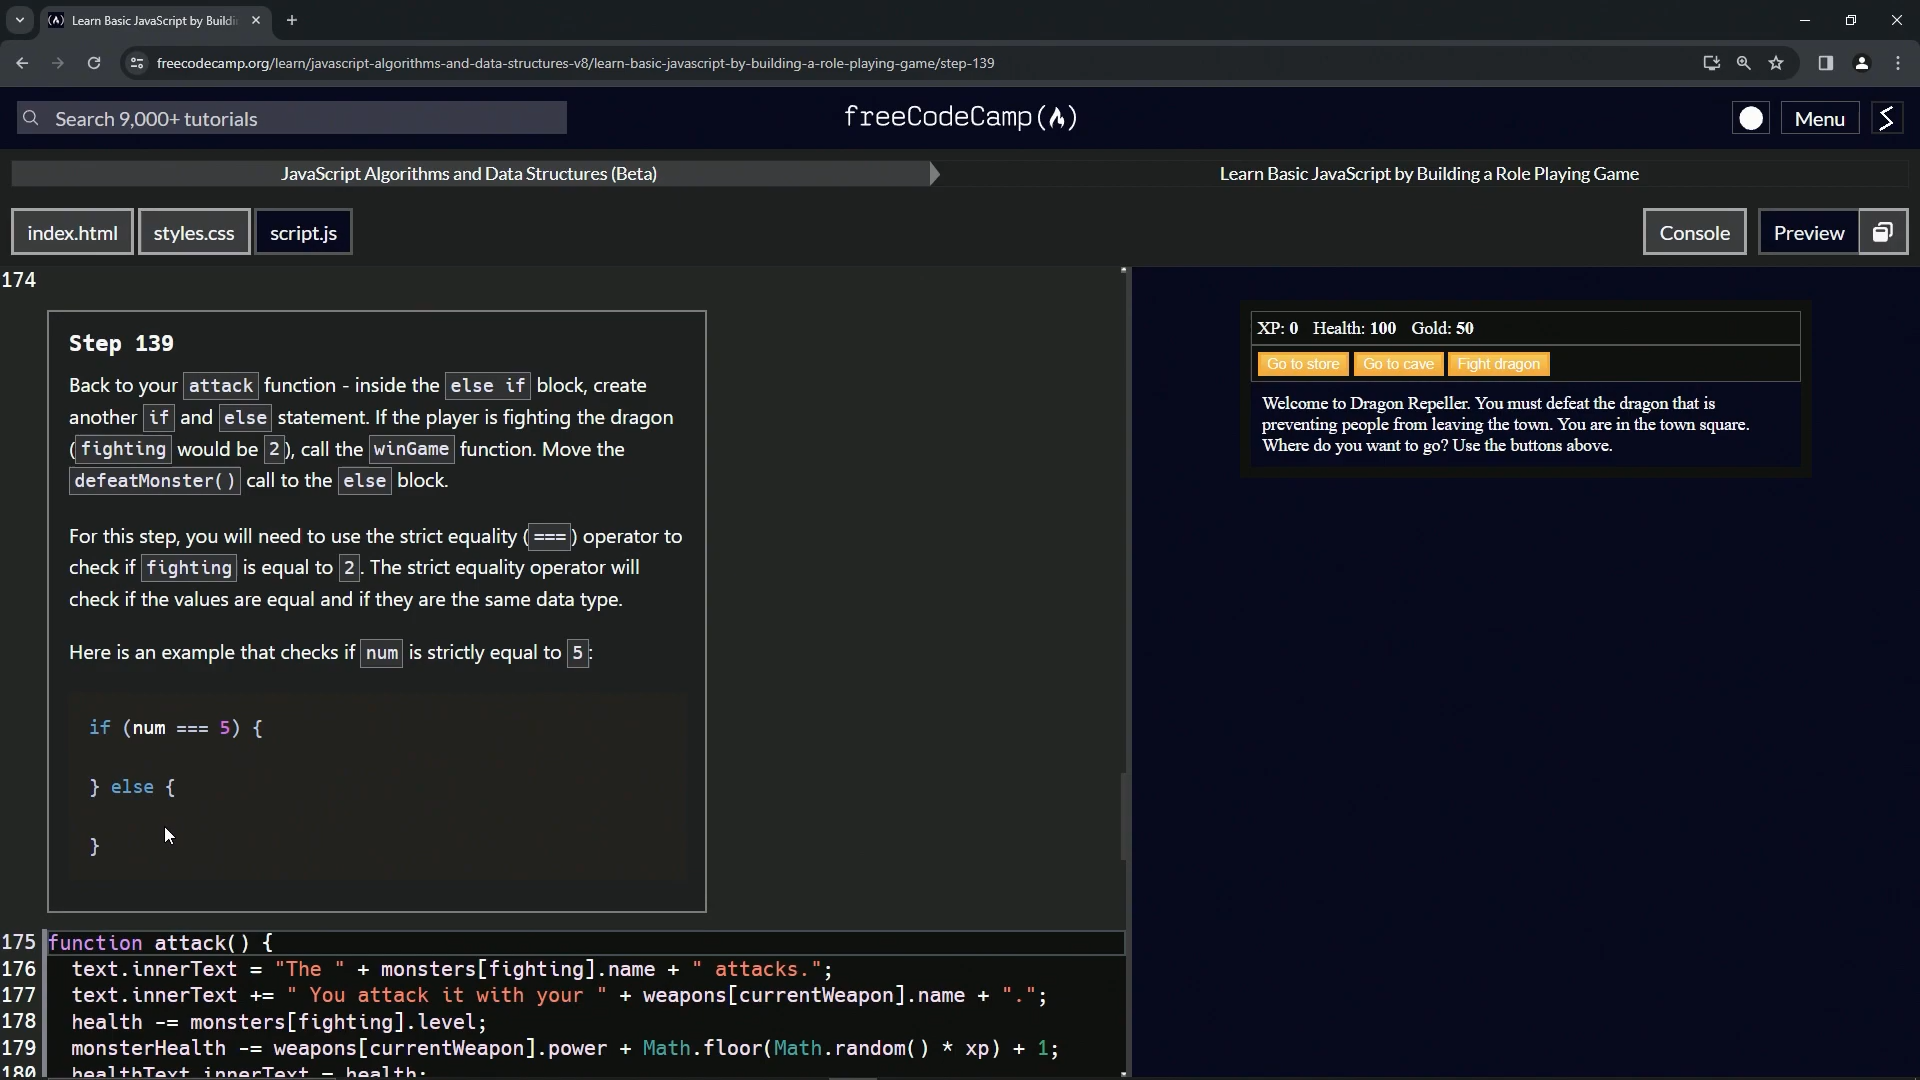 Learn Basic JavaScript by Buildi
freecodecamp.org/learn/javascript-algorithms-and-data-structures-v8/learn-basic-javascript-by-building-a-role-playing-game/step-139
Search 9,000+ tutorials
freeCodeCamp
Menu
JavaScript Algorithms and Data Structures (Beta)
Learn Basic JavaScript by Building a Role Playing Game
index.html
styles.css
script.js
Console
Preview
174
Step 139
Back to your attack function - inside the else if block, create
another if and else statement. If the player is fighting the dragon
(fighting would be 2), call the winGame function. Move the
defeatMonster() call to the else block.
For this step, you will need to use the strict equality (===) operator to
check if fighting is equal to 2. The strict equality operator will
check if the values are equal and if they are the same data type.
Here is an example that checks if num is strictly equal to 5:
if (num === 5) {
} else {
}
175 function attack() {
176 text.innerText = "The " + monsters[fighting].name + " attacks.";
177 text.innerText += " You attack it with your " + weapons[currentWeapon].name + ".";
178 health -= monsters[fighting].level;
179 monsterHealth -= weapons[currentWeapon].power + Math.floor(Math.random() * xp) + 1;
180 healthText.innerText = health;
XP: 0 Health: 100 Gold: 50
Go to store
Go to cave
Fight dragon
Welcome to Dragon Repeller. You must defeat the dragon that is
preventing people from leaving the town. You are in the town square.
Where do you want to go? Use the buttons above.